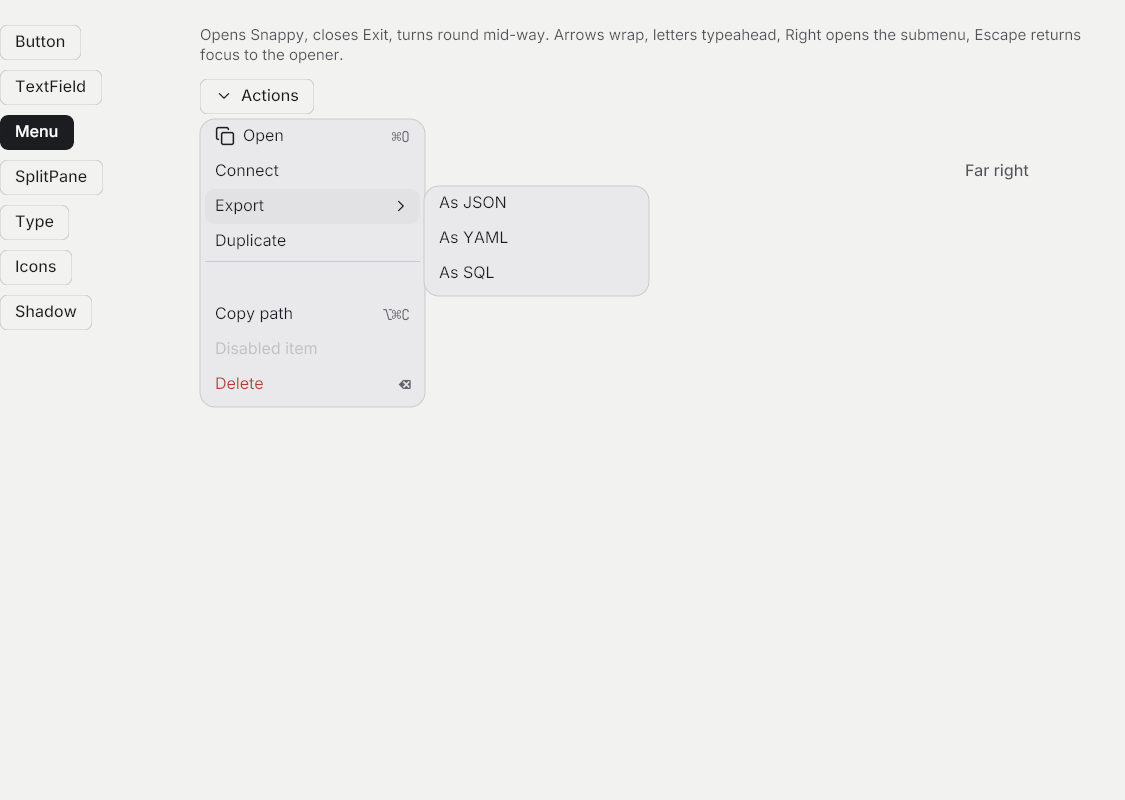 Button
TextField
Menu
SplitPane
Type
Icons
Shadow
Opens Snappy, closes Exit, turns round mid-way. Arrows wrap, letters typeahead, Right opens the submenu, Escape returns
focus to the opener.
Actions
Open ⌘O
Connect
Export
Duplicate
Copy path ⌥⌘C
Disabled item
Delete ⌫
As JSON
As YAML
As SQL
Far right